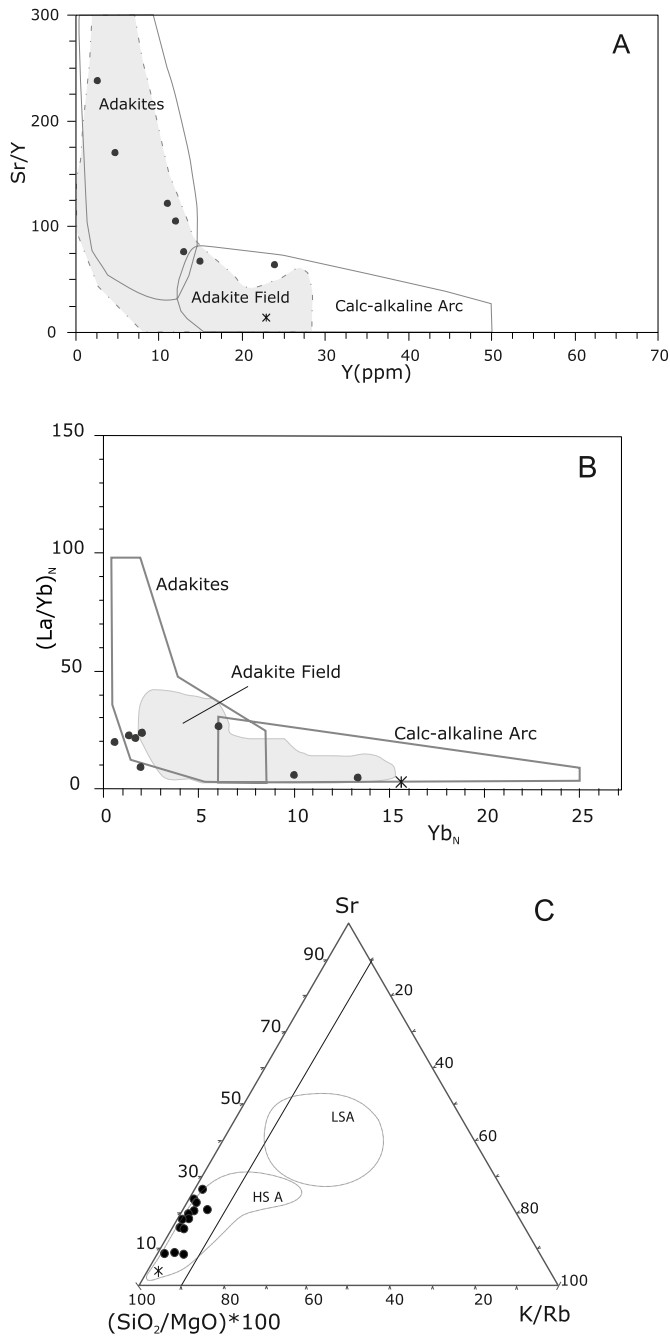 300
A
Adakites
200
Sr/Y
100
Adakite Field
Calc-alkaline Arc
0
0 10 20 30 40 50 60 70
Y(ppm)
150
B
100
Adakites
(La/Yb)N
50
Adakite Field
Calc-alkaline Arc
0
0 5 10 15 20 25
YbN
Sr
C
90
20
70
40
50
LSA
60
30
HS A
80
10
100
100 80 60 40 20
(SiO2/MgO)*100
K/Rb